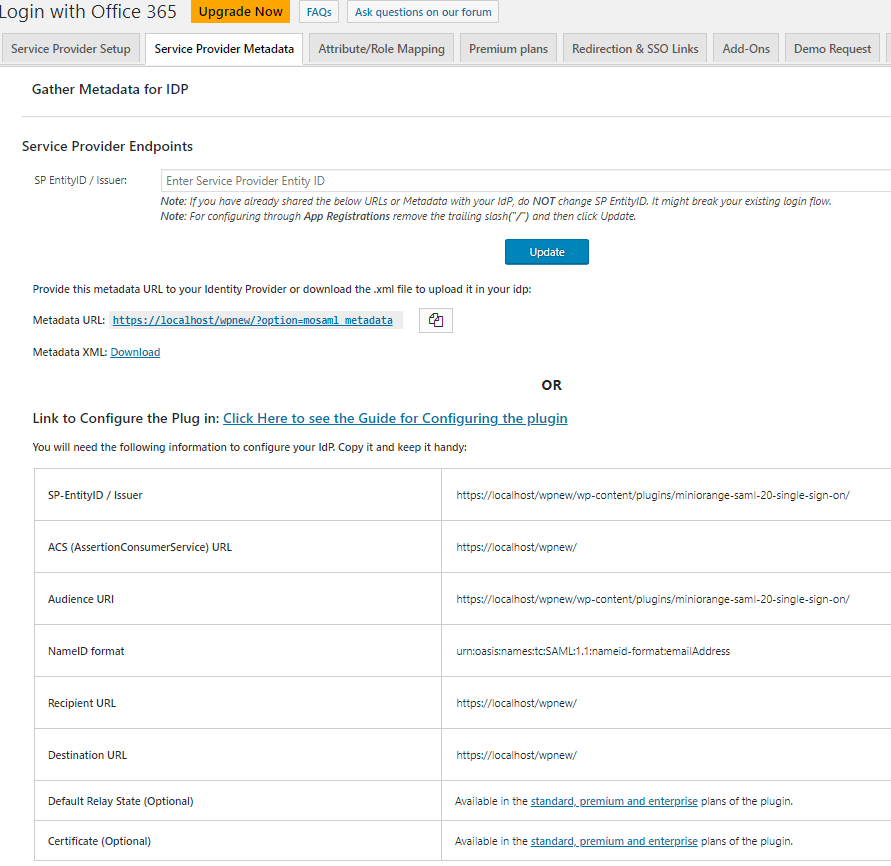 Login with Office 365 Upgrade Now FAQs Ask questions on our forum
Service Provider Setup Service Provider Metadata Attribute/Role Mapping Premium plans Redirection & SSO Links Add-Ons Demo Request
Gather Metadata for IDP
Service Provider Endpoints
SP EntityID / Issuer: Enter Service Provider Entity ID
Note: If you have already shared the below URLs or Metadata with your IdP, do NOT change SP EntityID. It might break your existing login flow.
Note: For configuring through App Registrations remove the trailing slash("/") and then click Update.
Update
Provide this metadata URL to your Identity Provider or download the .xml file to upload it in your idp:
Metadata URL: https://localhost/wpnew/?option=mosaml_metadata
Metadata XML: Download
OR
Link to Configure the Plug in: Click Here to see the Guide for Configuring the plugin
You will need the following information to configure your IdP. Copy it and keep it handy:
SP-EntityID / Issuer https://localhost/wpnew/wp-content/plugins/miniorange-saml-20-single-sign-on/
ACS (AssertionConsumerService) URL https://localhost/wpnew/
Audience URI https://localhost/wpnew/wp-content/plugins/miniorange-saml-20-single-sign-on/
NameID format urn:oasis:names:tc:SAML:1.1:nameid-format:emailAddress
Recipient URL https://localhost/wpnew/
Destination URL https://localhost/wpnew/
Default Relay State (Optional) Available in the standard, premium and enterprise plans of the plugin.
Certificate (Optional) Available in the standard, premium and enterprise plans of the plugin.